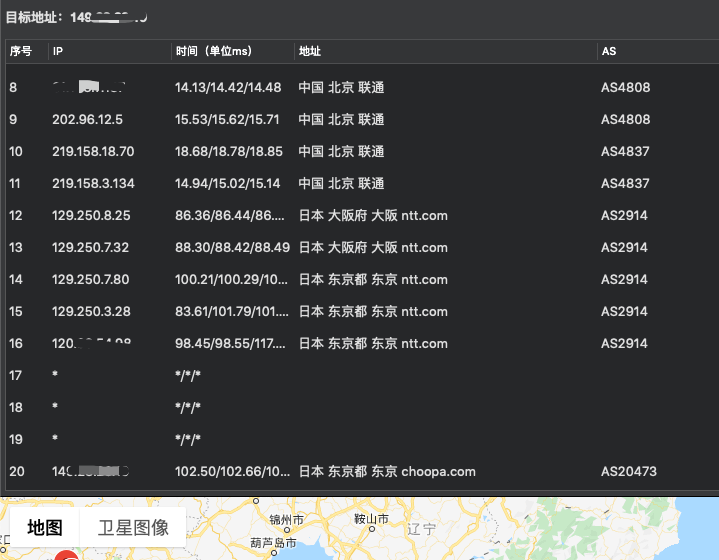 目标地址：149.
序号 IP 时间（单位ms） 地址 AS
8 14.13/14.42/14.48 中国 北京 联通 AS4808
9 202.96.12.5 15.53/15.62/15.71 中国 北京 联通 AS4808
10 219.158.18.70 18.68/18.78/18.85 中国 北京 联通 AS4837
11 219.158.3.134 14.94/15.02/15.14 中国 北京 联通 AS4837
12 129.250.8.25 86.36/86.44/86.... 日本 大阪府 大阪 ntt.com AS2914
13 129.250.7.32 88.30/88.42/88.49 日本 大阪府 大阪 ntt.com AS2914
14 129.250.7.80 100.21/100.29/10... 日本 东京都 东京 ntt.com AS2914
15 129.250.3.28 83.61/101.79/101.... 日本 东京都 东京 ntt.com AS2914
16 120. 98.45/98.55/117.... 日本 东京都 东京 ntt.com AS2914
17 * */*/*
18 * */*/*
19 * */*/*
20 102.50/102.66/10... 日本 东京都 东京 choopa.com AS20473
地图 卫星图像
锦州市 鞍山市 辽宁
葫芦岛市